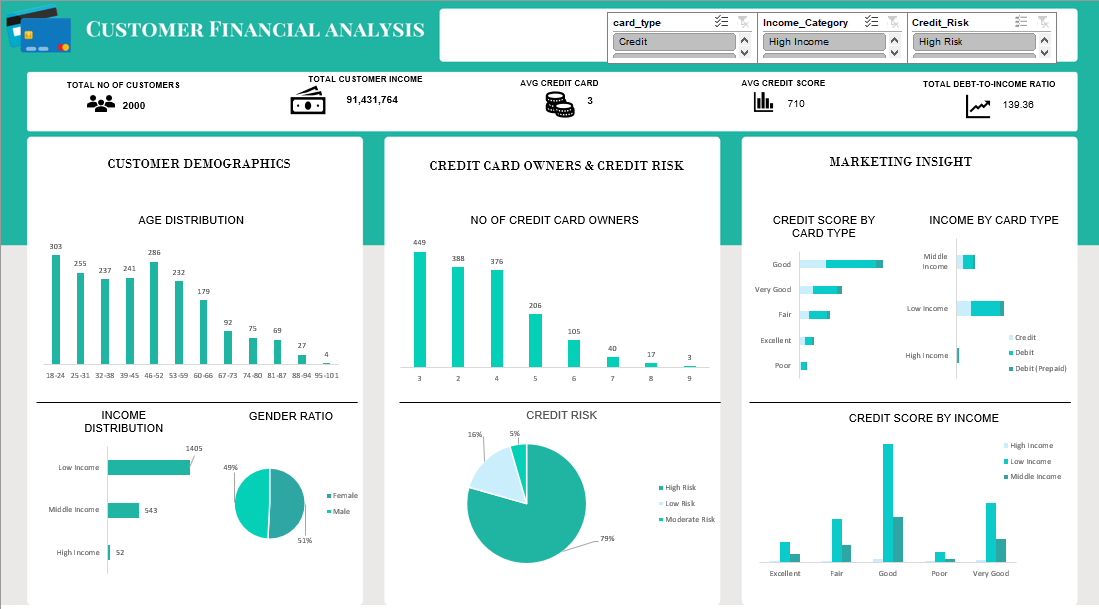 CUSTOMER FINANCIAL ANALYSIS
card_type
Credit
Income_Category
High Income
Credit_Risk
High Risk
TOTAL NO OF CUSTOMERS
2000
TOTAL CUSTOMER INCOME
91,431,764
AVG CREDIT CARD
3
AVG CREDIT SCORE
710
TOTAL DEBT-TO-INCOME RATIO
139.36
CUSTOMER DEMOGRAPHICS
AGE DISTRIBUTION
303
255
237
241
286
232
179
92
75
69
27
4
18-24 25-31 32-38 39-45 46-52 53-59 60-66 67-73 74-80 81-87 88-94 95-101
INCOME
DISTRIBUTION
Low Income
1405
Middle Income
543
High Income
52
GENDER RATIO
49%
51%
Female
Male
CREDIT CARD OWNERS & CREDIT RISK
NO OF CREDIT CARD OWNERS
449
388
376
206
105
40
17
3
3 2 4 5 6 7 8 9
CREDIT RISK
16%
5%
79%
High Risk
Low Risk
Moderate Risk
MARKETING INSIGHT
CREDIT SCORE BY
CARD TYPE
Good
Very Good
Fair
Excellent
Poor
INCOME BY CARD TYPE
Middle
Income
Low Income
High Income
Credit
Debit
Debit (Prepaid)
CREDIT SCORE BY INCOME
High Income
Low Income
Middle Income
Excellent Fair Good Poor Very Good